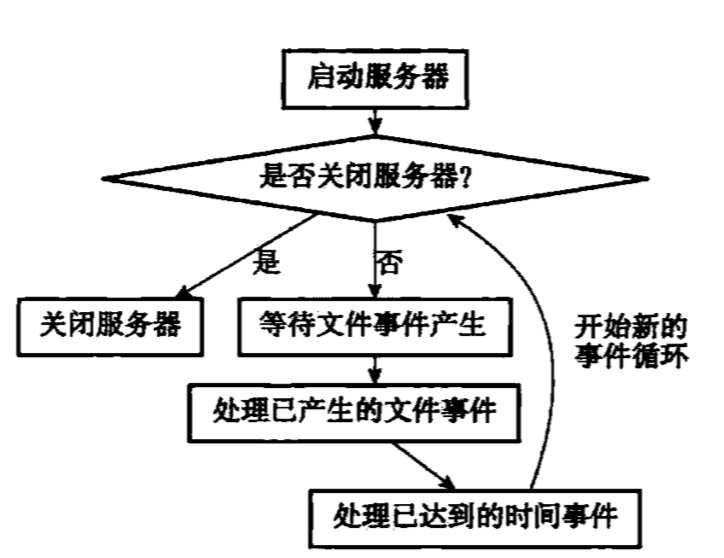 启动服务器
是否关闭服务器?
是
否
关闭服务器
等待文件事件产生
开始新的
事件循环
处理已产生的文件事件
处理已达到的时间事件